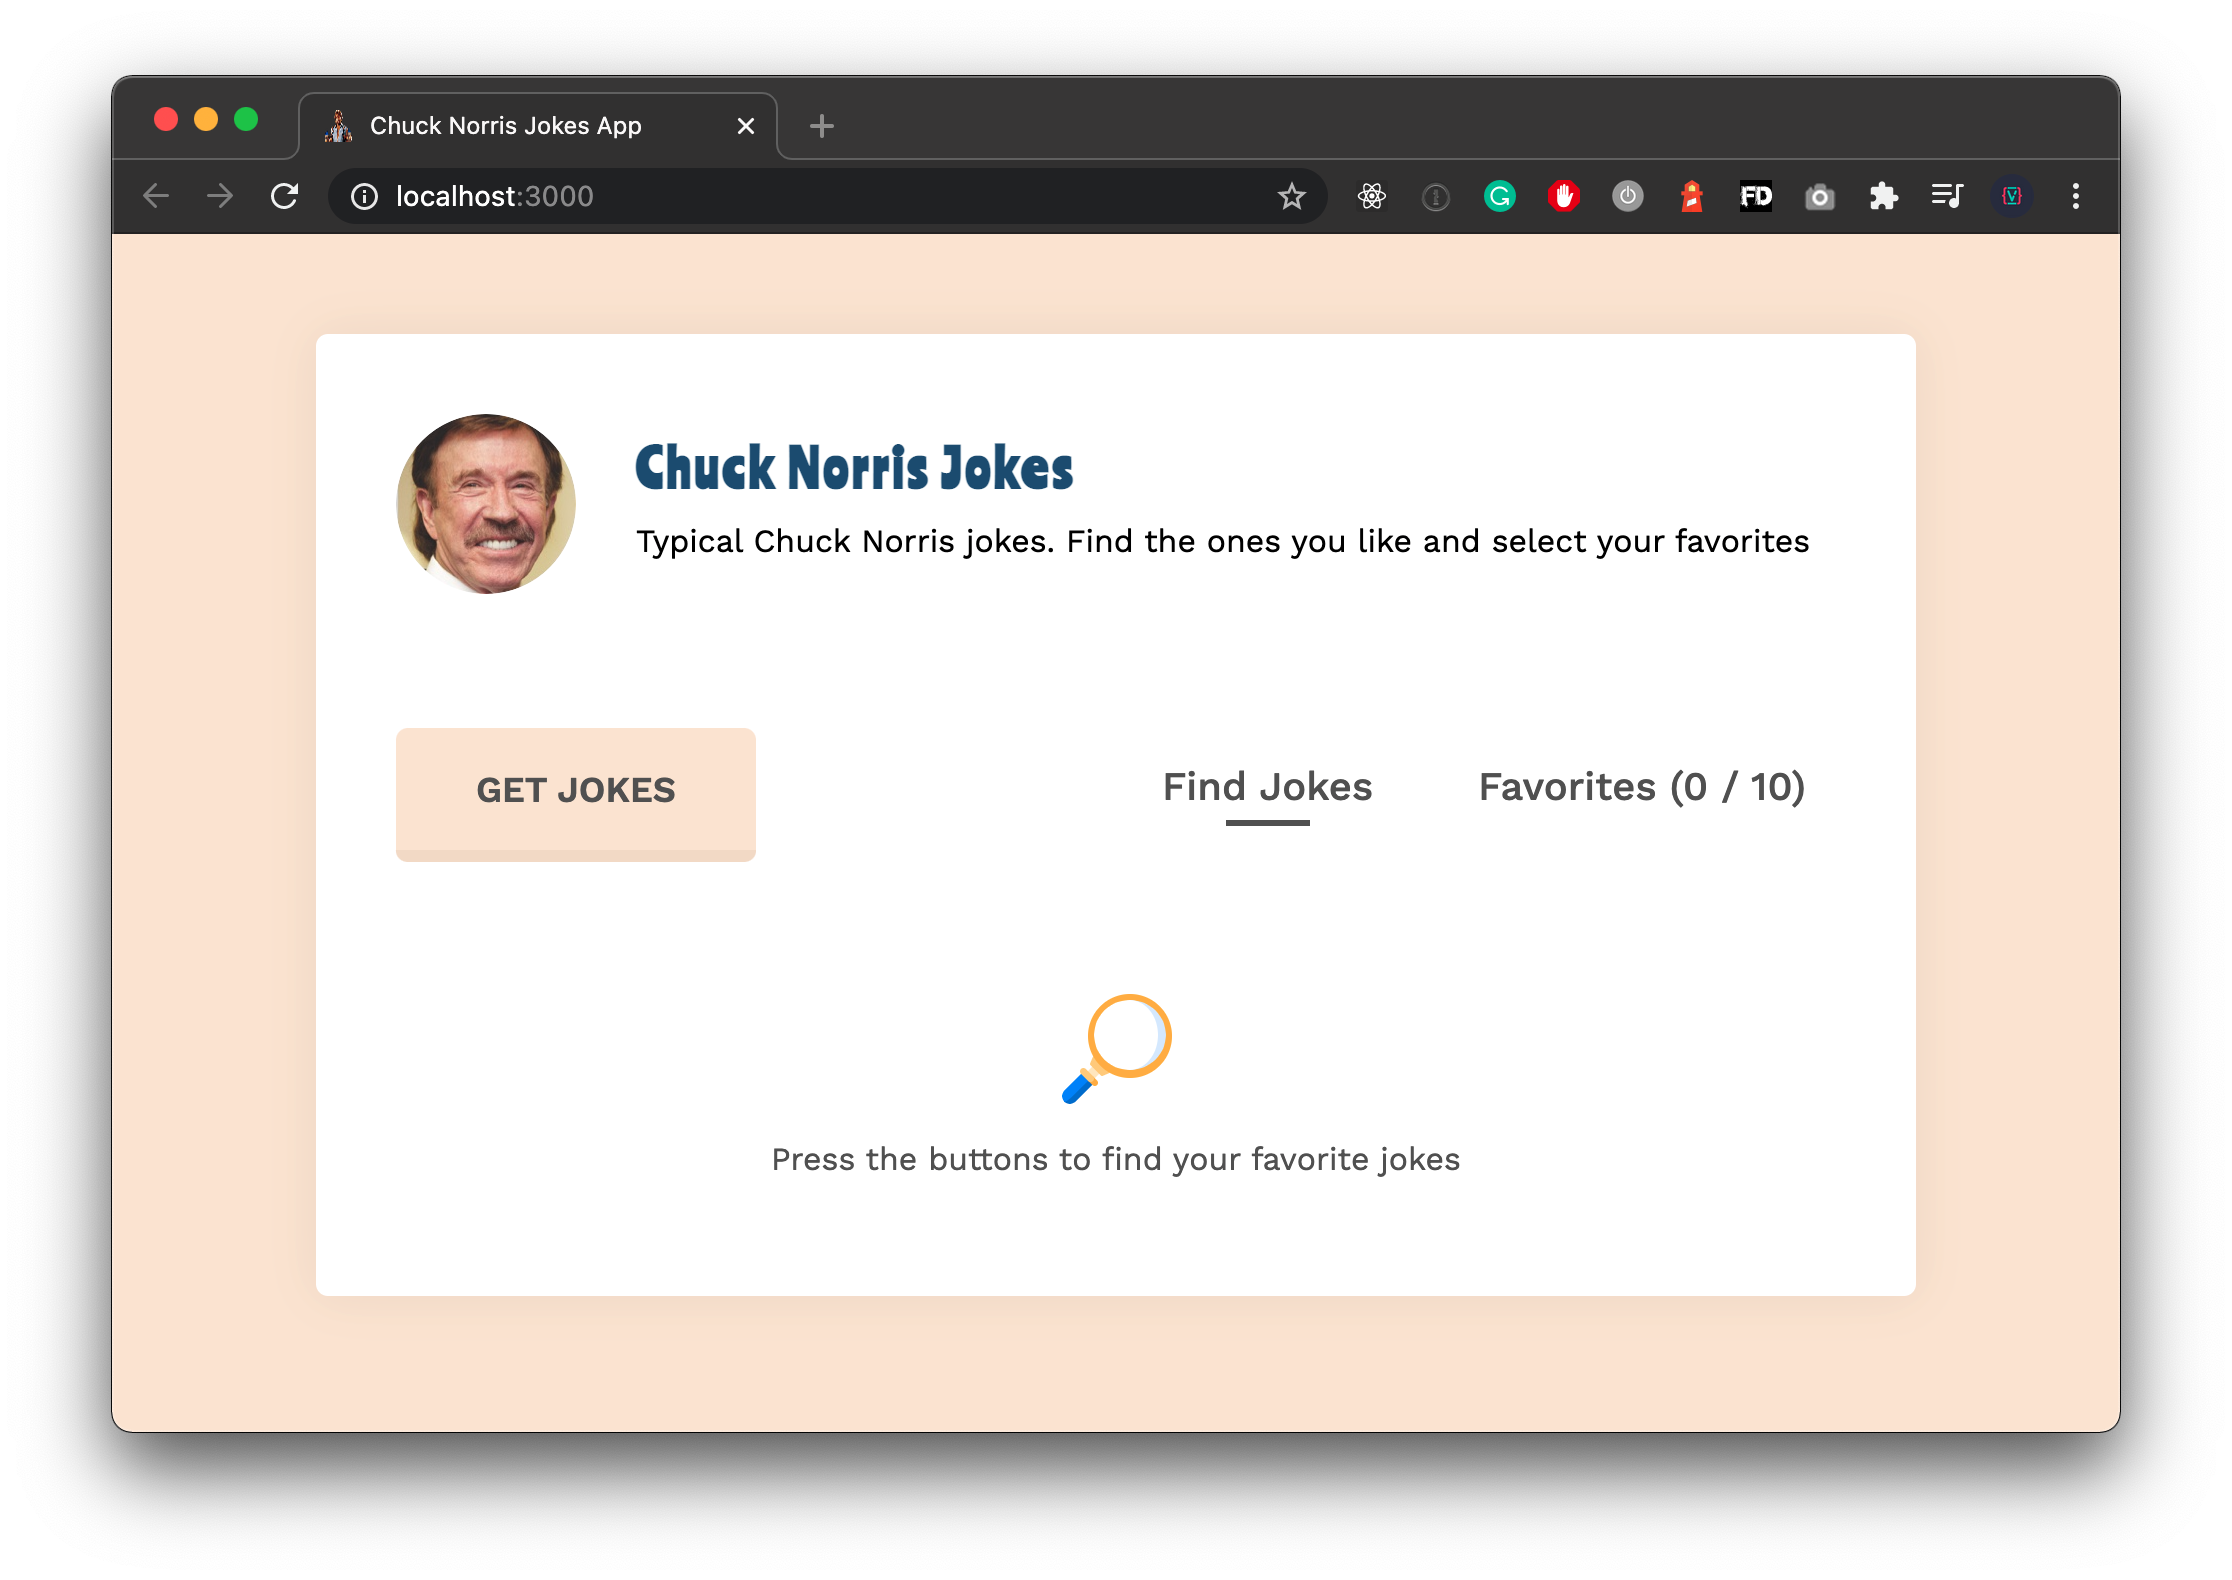 Chuck Norris Jokes App
localhost:3000
FD
Chuck Norris Jokes
Typical Chuck Norris jokes. Find the ones you like and select your favorites
GET JOKES
Find Jokes
Favorites (0 / 10)
Press the buttons to find your favorite jokes